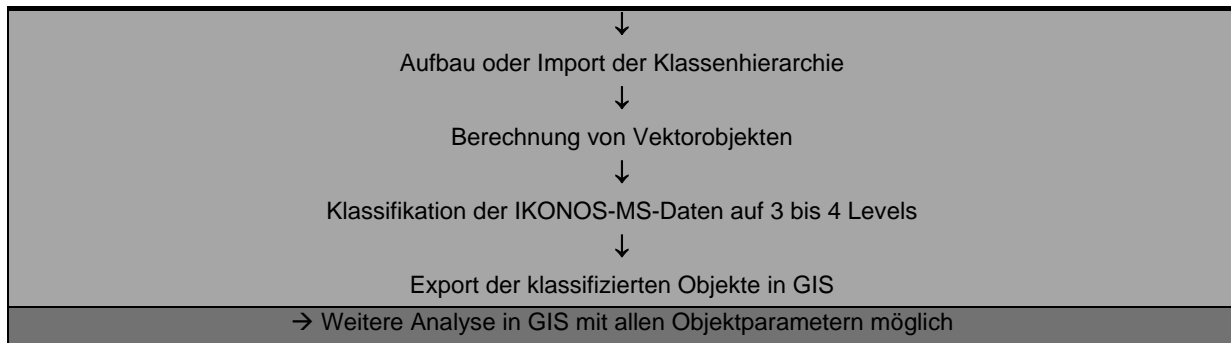 ↓
Aufbau oder Import der Klassenhierarchie
↓
Berechnung von Vektorobjekten
↓
Klassifikation der IKONOS-MS-Daten auf 3 bis 4 Levels
↓
Export der klassifizierten Objekte in GIS
→ Weitere Analyse in GIS mit allen Objektparametern möglich